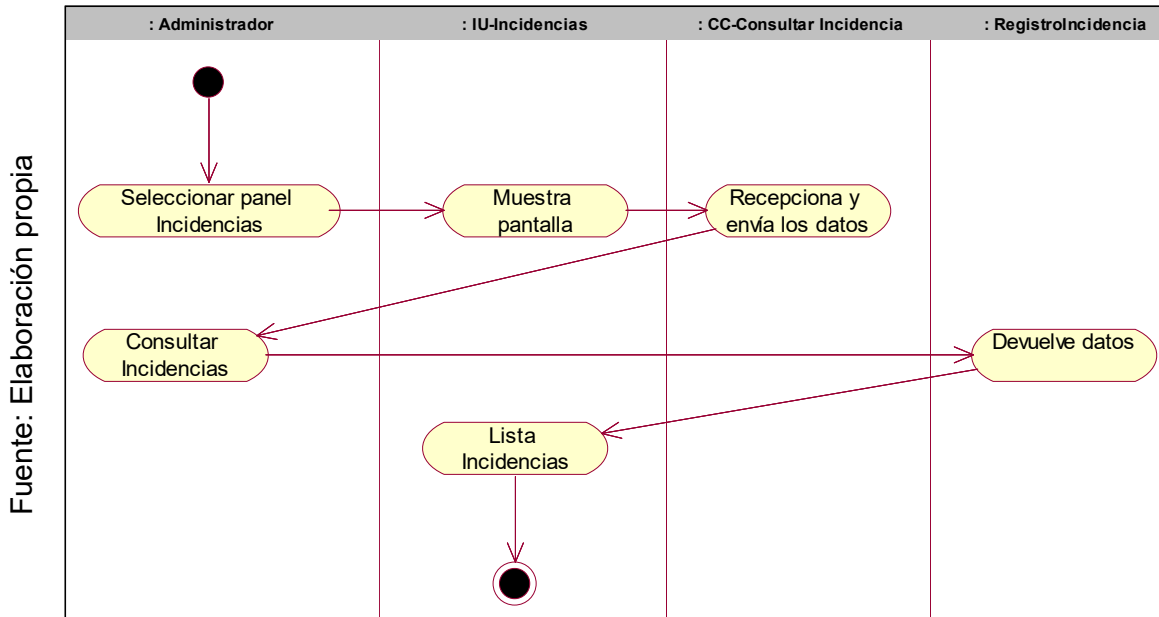 : Administrador
: IU-Incidencias
: CC-Consultar Incidencia
: RegistroIncidencia
Seleccionar panel
Incidencias
Muestra
pantalla
Recepciona y
envía los datos
Consultar
Incidencias
Devuelve datos
Lista
Incidencias
Fuente: Elaboración propia